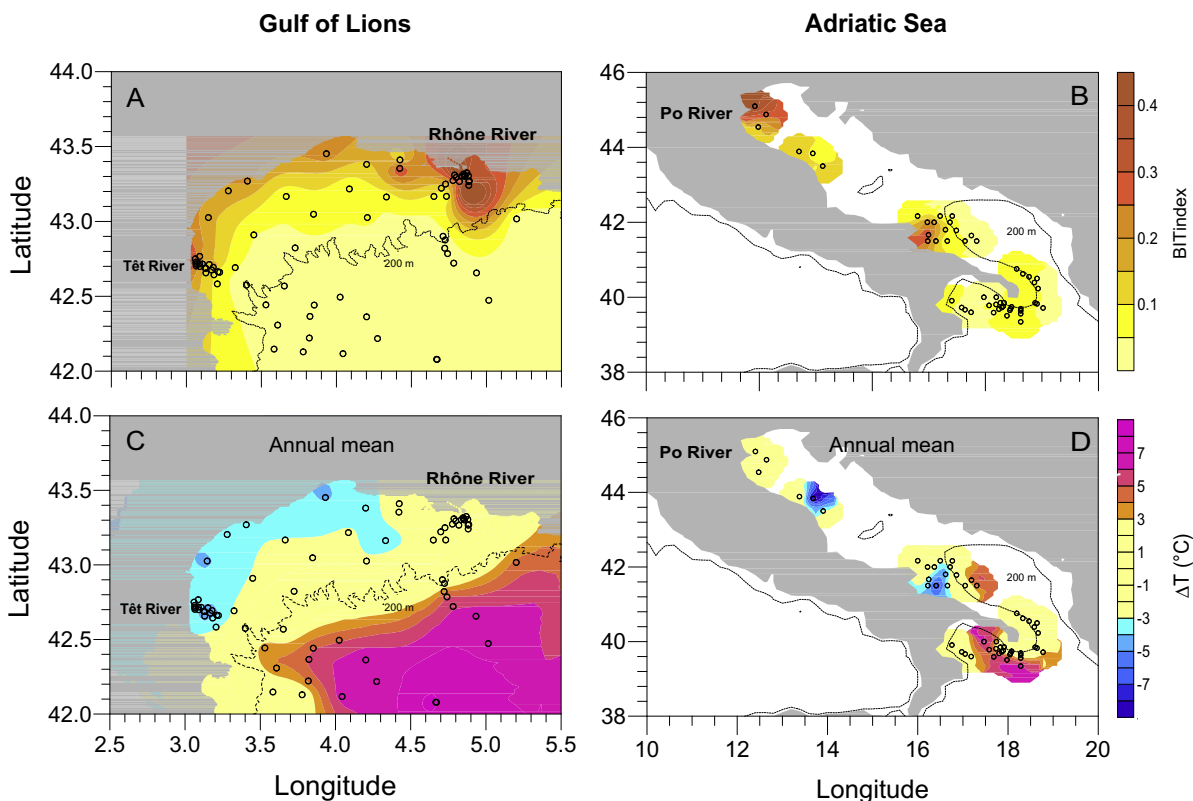 Gulf of Lions
Adriatic Sea
44.0
43.5
43.0
42.5
42.0
Latitude
A
Rhône River
Têt River
200 m
46
44
42
40
38
B
Po River
200 m
0.4
0.3
0.2
0.1
BITindex
44.0
43.5
43.0
42.5
42.0
Latitude
C
Annual mean
Rhône River
Têt River
200 m
2.5
3.0
3.5
4.0
4.5
5.0
5.5
Longitude
46
44
42
40
38
D
Annual mean
Po River
200 m
10
12
14
16
18
20
Longitude
7
5
3
1
-1
-3
-5
-7
ΔT (°C)